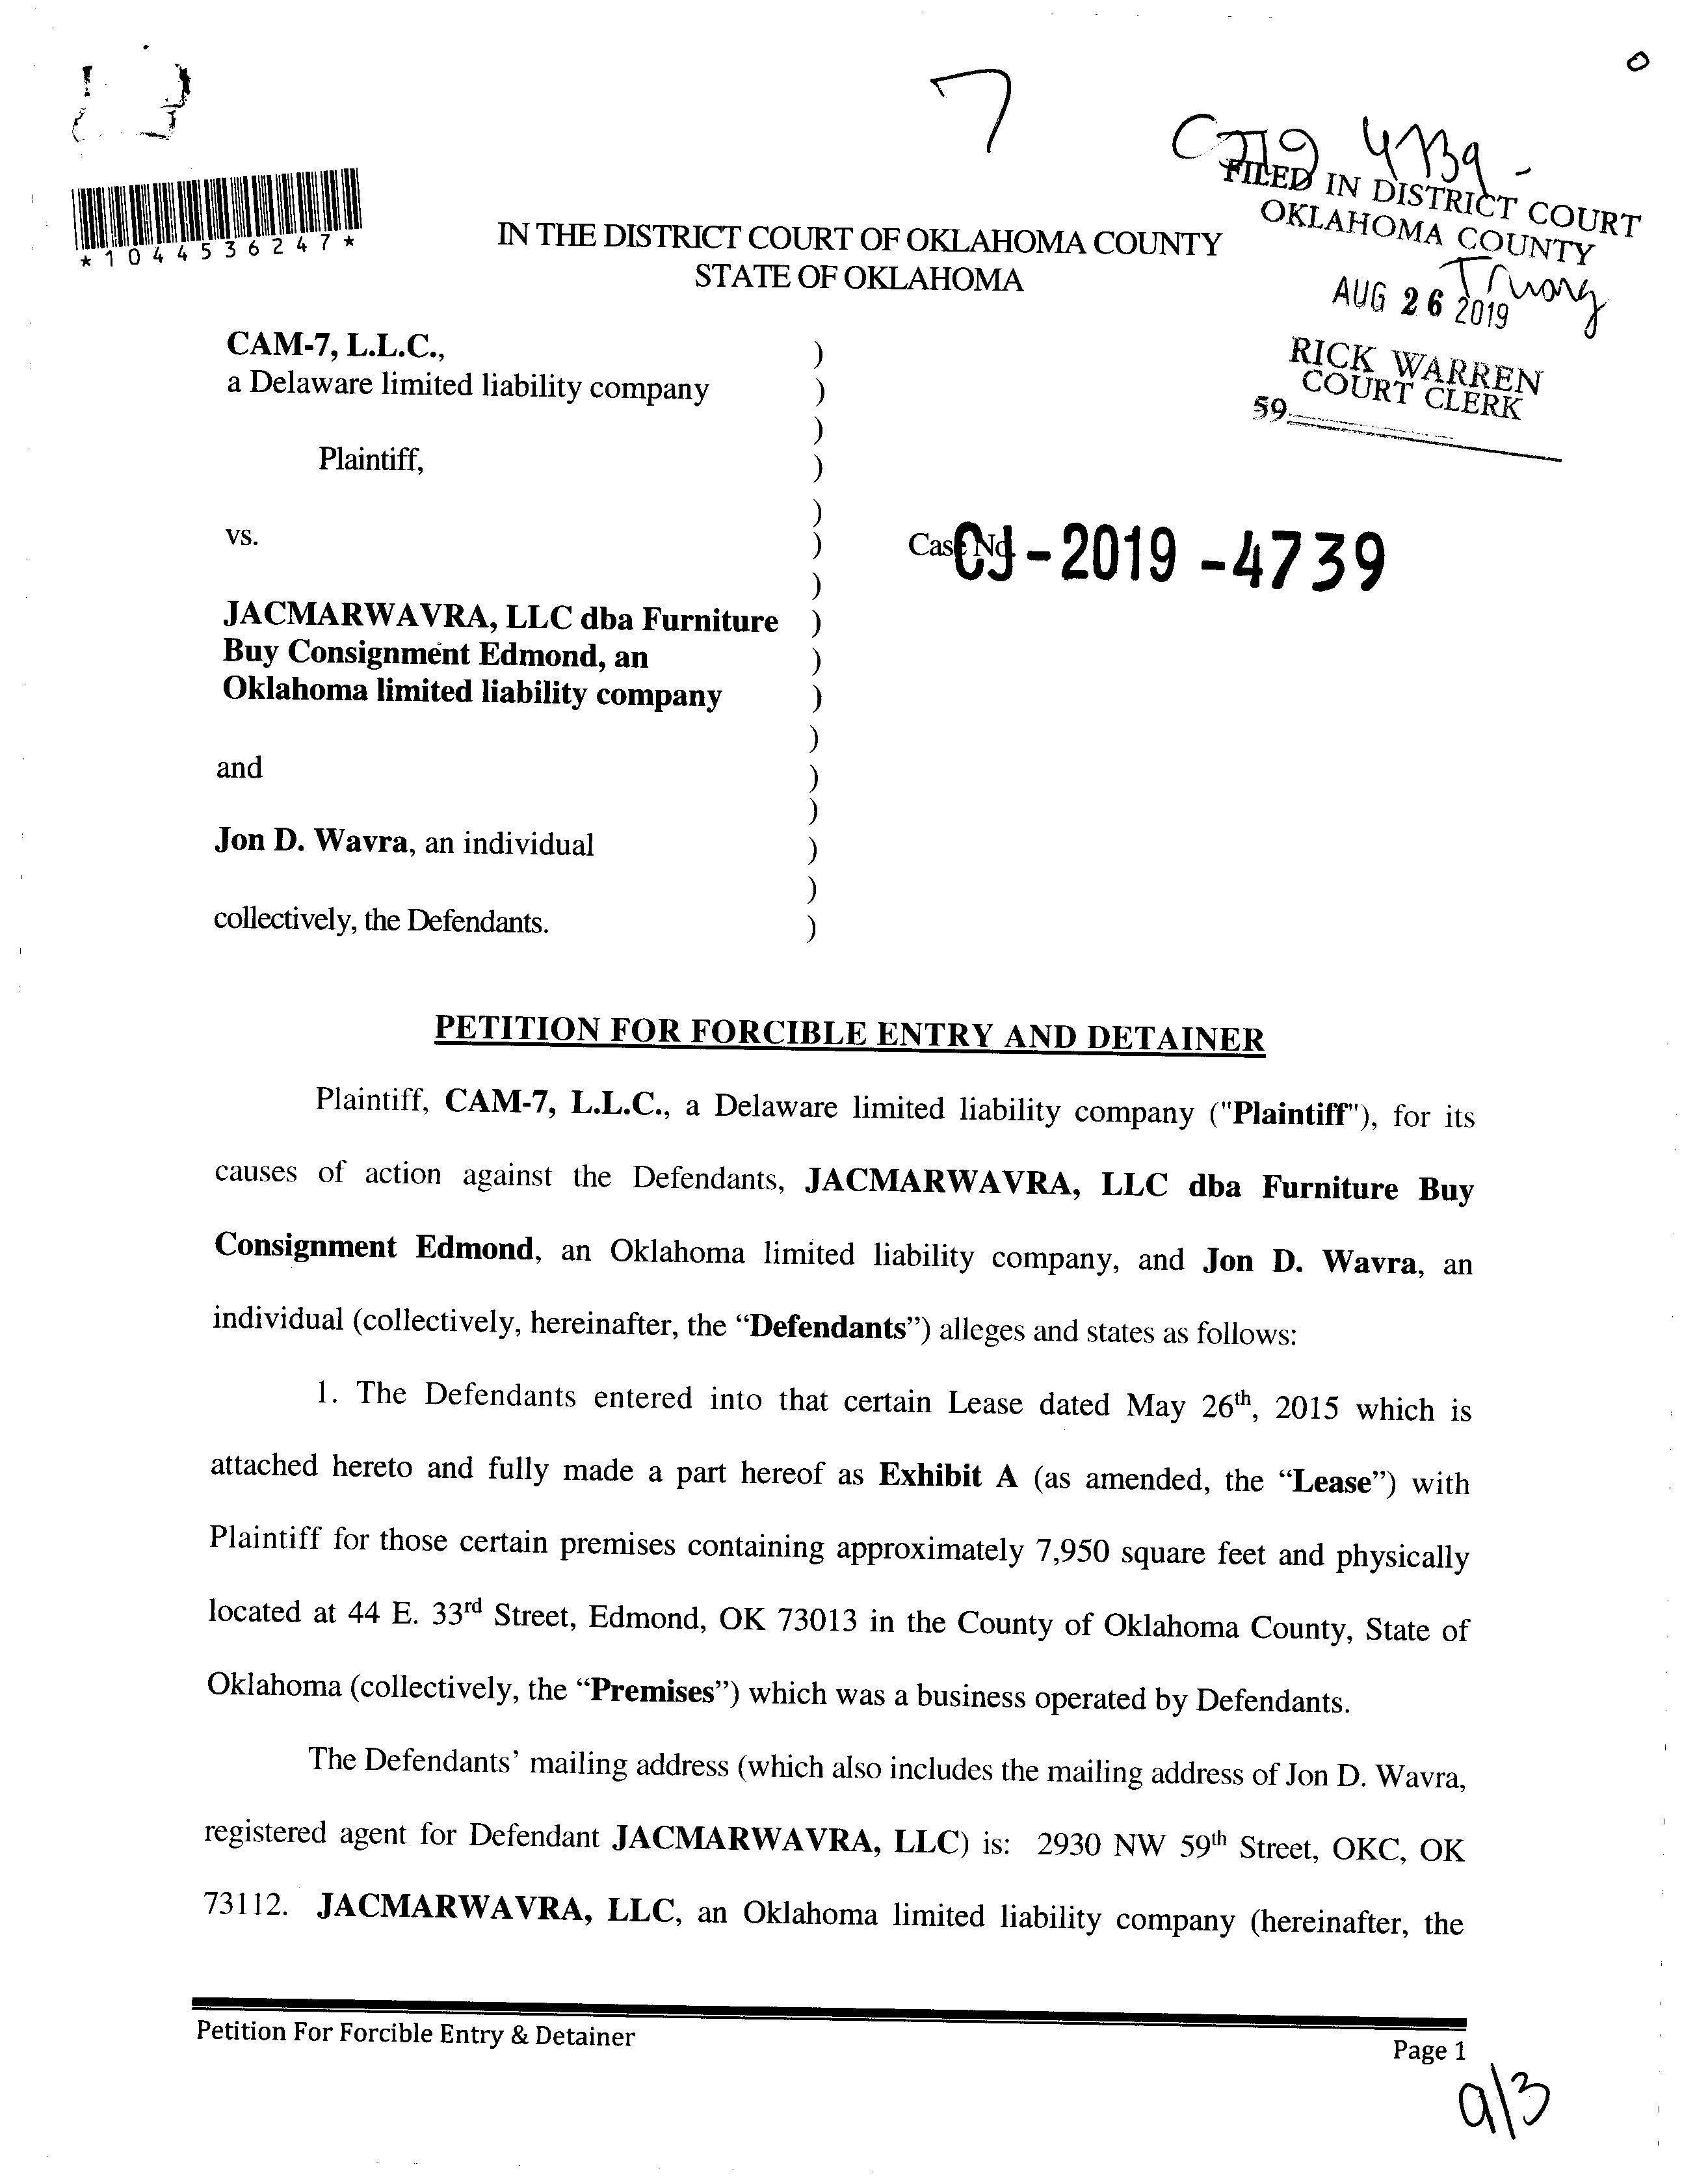 7
CJ19 4739-
*1044536247*
FILED IN DISTRICT COURT
OKLAHOMA COUNTY
AUG 26 2019
RICK WARREN
COURT CLERK
59
IN THE DISTRICT COURT OF OKLAHOMA COUNTY
STATE OF OKLAHOMA
CAM-7, L.L.C., )
a Delaware limited liability company )
)
Plaintiff, )
)
vs. )
Case No. CJ-2019-4739
)
JACMARWAVRA, LLC dba Furniture )
Buy Consignment Edmond, an )
Oklahoma limited liability company )
)
and )
)
Jon D. Wavra, an individual )
)
collectively, the Defendants. )
PETITION FOR FORCIBLE ENTRY AND DETAINER
Plaintiff, CAM-7, L.L.C., a Delaware limited liability company ("Plaintiff"), for its
causes of action against the Defendants, JACMARWAVRA, LLC dba Furniture Buy
Consignment Edmond, an Oklahoma limited liability company, and Jon D. Wavra, an
individual (collectively, hereinafter, the “Defendants”) alleges and states as follows:
1. The Defendants entered into that certain Lease dated May 26th, 2015 which is
attached hereto and fully made a part hereof as Exhibit A (as amended, the “Lease”) with
Plaintiff for those certain premises containing approximately 7,950 square feet and physically
located at 44 E. 33rd Street, Edmond, OK 73013 in the County of Oklahoma County, State of
Oklahoma (collectively, the “Premises”) which was a business operated by Defendants.
The Defendants’ mailing address (which also includes the mailing address of Jon D. Wavra,
registered agent for Defendant JACMARWAVRA, LLC) is: 2930 NW 59th Street, OKC, OK
73112. JACMARWAVRA, LLC, an Oklahoma limited liability company (hereinafter, the
Petition For Forcible Entry & Detainer
Page 1
9/3